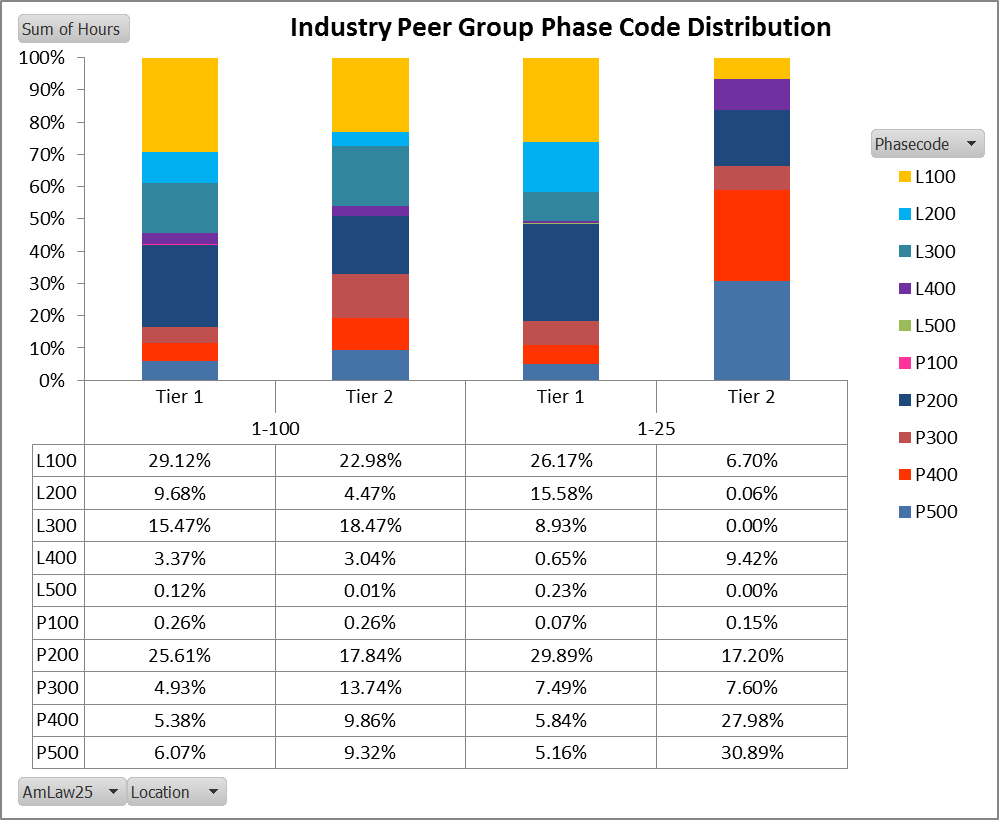 Industry Peer Group Phase Code Distribution
Sum of Hours
100%
90%
80%
70%
60%
50%
40%
30%
20%
10%
0%
Tier 1 Tier 2 Tier 1 Tier 2
1-100 1-25
L100 29.12% 22.98% 26.17% 6.70%
L200 9.68% 4.47% 15.58% 0.06%
L300 15.47% 18.47% 8.93% 0.00%
L400 3.37% 3.04% 0.65% 9.42%
L500 0.12% 0.01% 0.23% 0.00%
P100 0.26% 0.26% 0.07% 0.15%
P200 25.61% 17.84% 29.89% 17.20%
P300 4.93% 13.74% 7.49% 7.60%
P400 5.38% 9.86% 5.84% 27.98%
P500 6.07% 9.32% 5.16% 30.89%
Phasecode
L100
L200
L300
L400
L500
P100
P200
P300
P400
P500
AmLaw25 Location